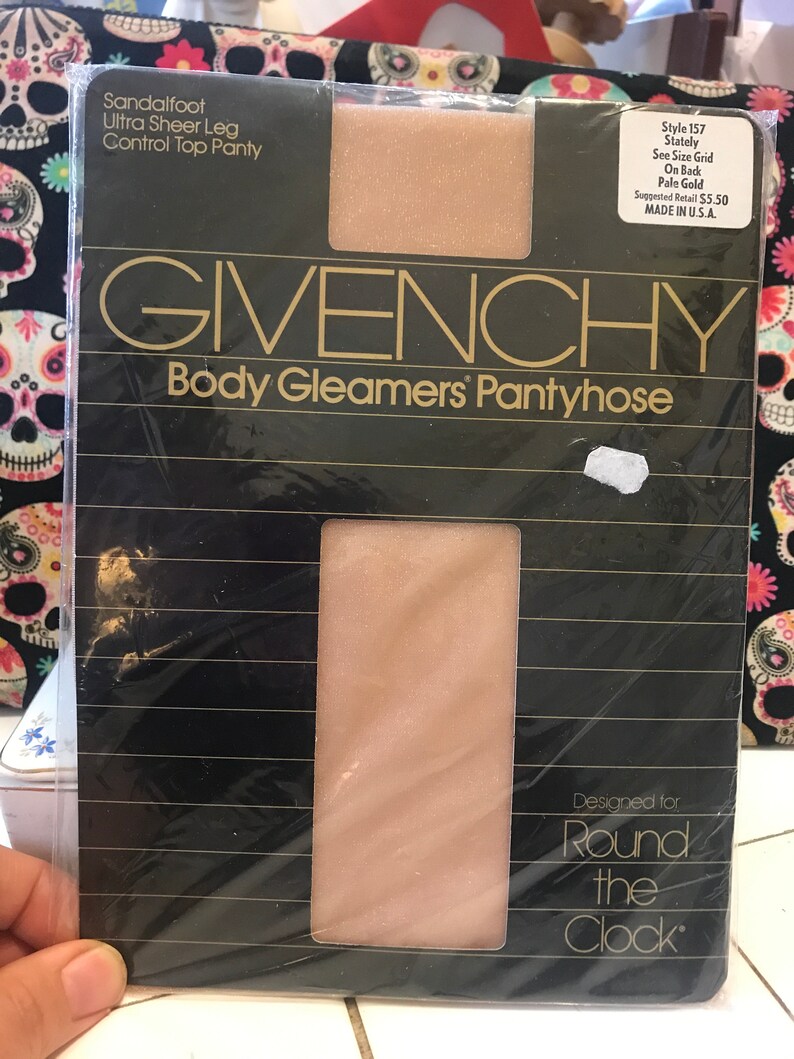 Sandalfoot
Ultra Sheer Leg
Control Top Panty
Style 157
Stately
See Size Grid
On Back
Pale Gold
Suggested Retail $5.50
MADE IN U.S.A.
GIVENCHY
Body Gleamers® Pantyhose
Designed for
Round
the
Clock®